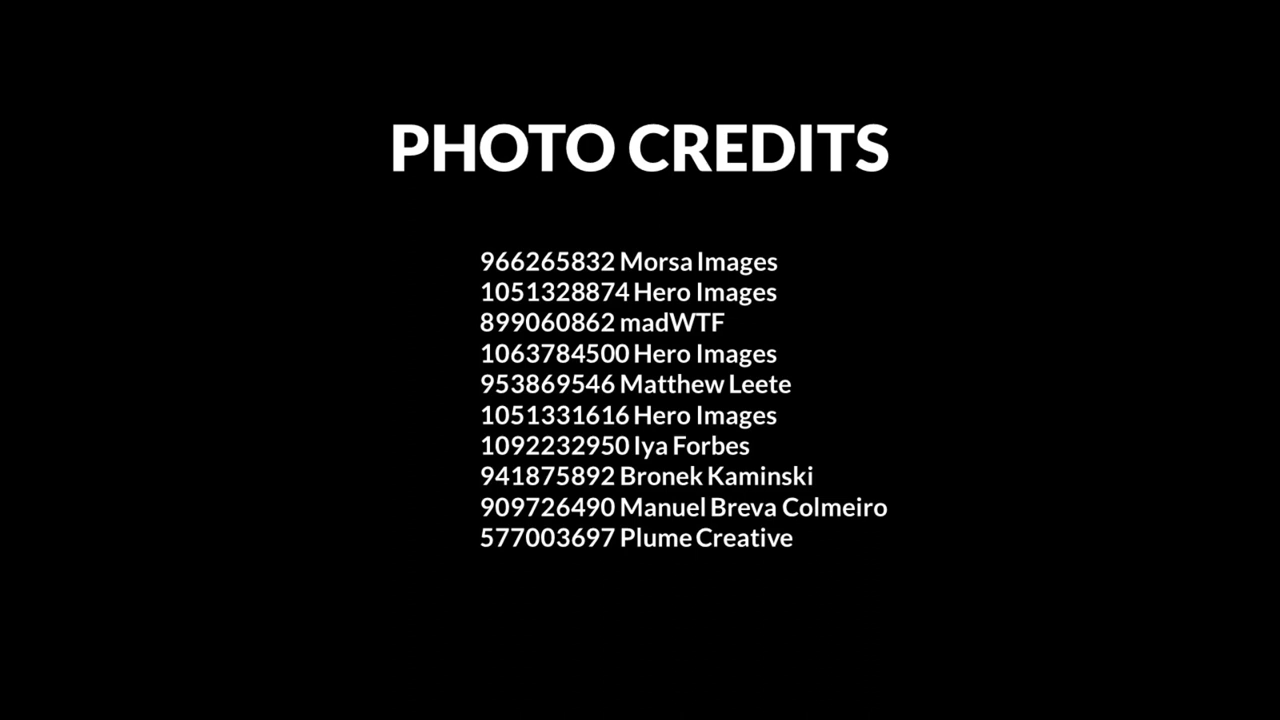 PHOTO CREDITS
966265832 Morsa Images
1051328874 Hero Images
899060862 madWTF
1063784500 Hero Images
953869546 Matthew Leete
1051331616 Hero Images
1092232950 Iya Forbes
941875892 Bronek Kaminski
909726490 Manuel Breva Colmeiro
577003697 Plume Creative